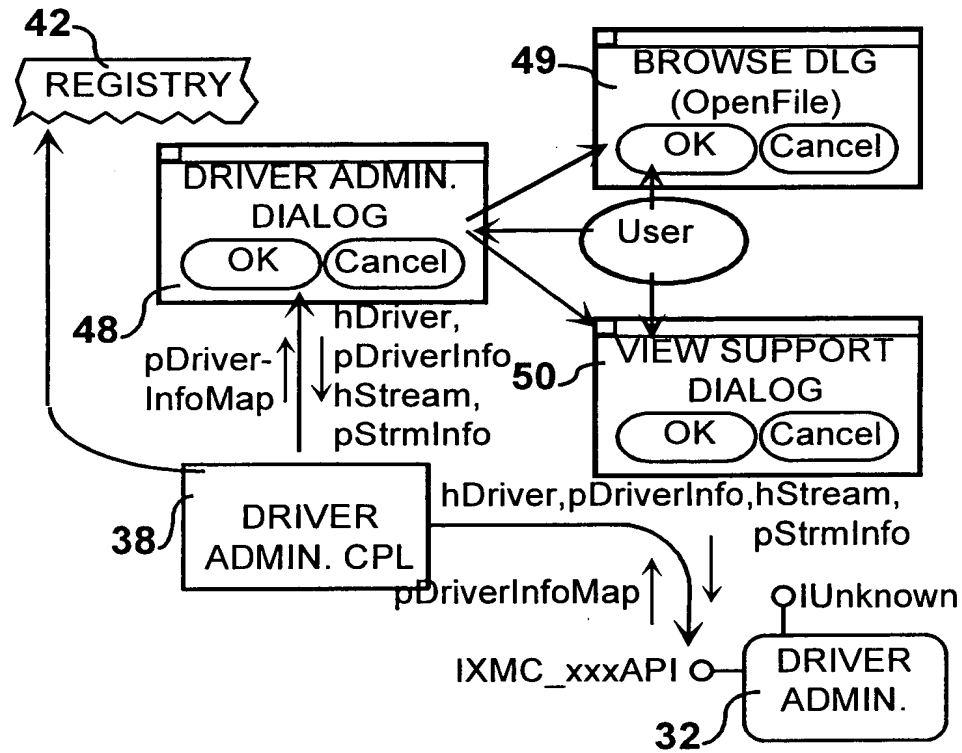 42
REGISTRY
49
BROWSE DLG
(OpenFile)
OK
Cancel
DRIVER ADMIN.
DIALOG
OK
Cancel
48
User
50
VIEW SUPPORT
DIALOG
OK
Cancel
pDriver-
InfoMap
hDriver,
pDriverInfo
hStream,
pStrmInfo
38
DRIVER
ADMIN. CPL
hDriver,pDriverInfo,hStream,
pStrmInfo
pDriverInfoMap
IUnknown
IXMC_xxxAPI
DRIVER
ADMIN.
32